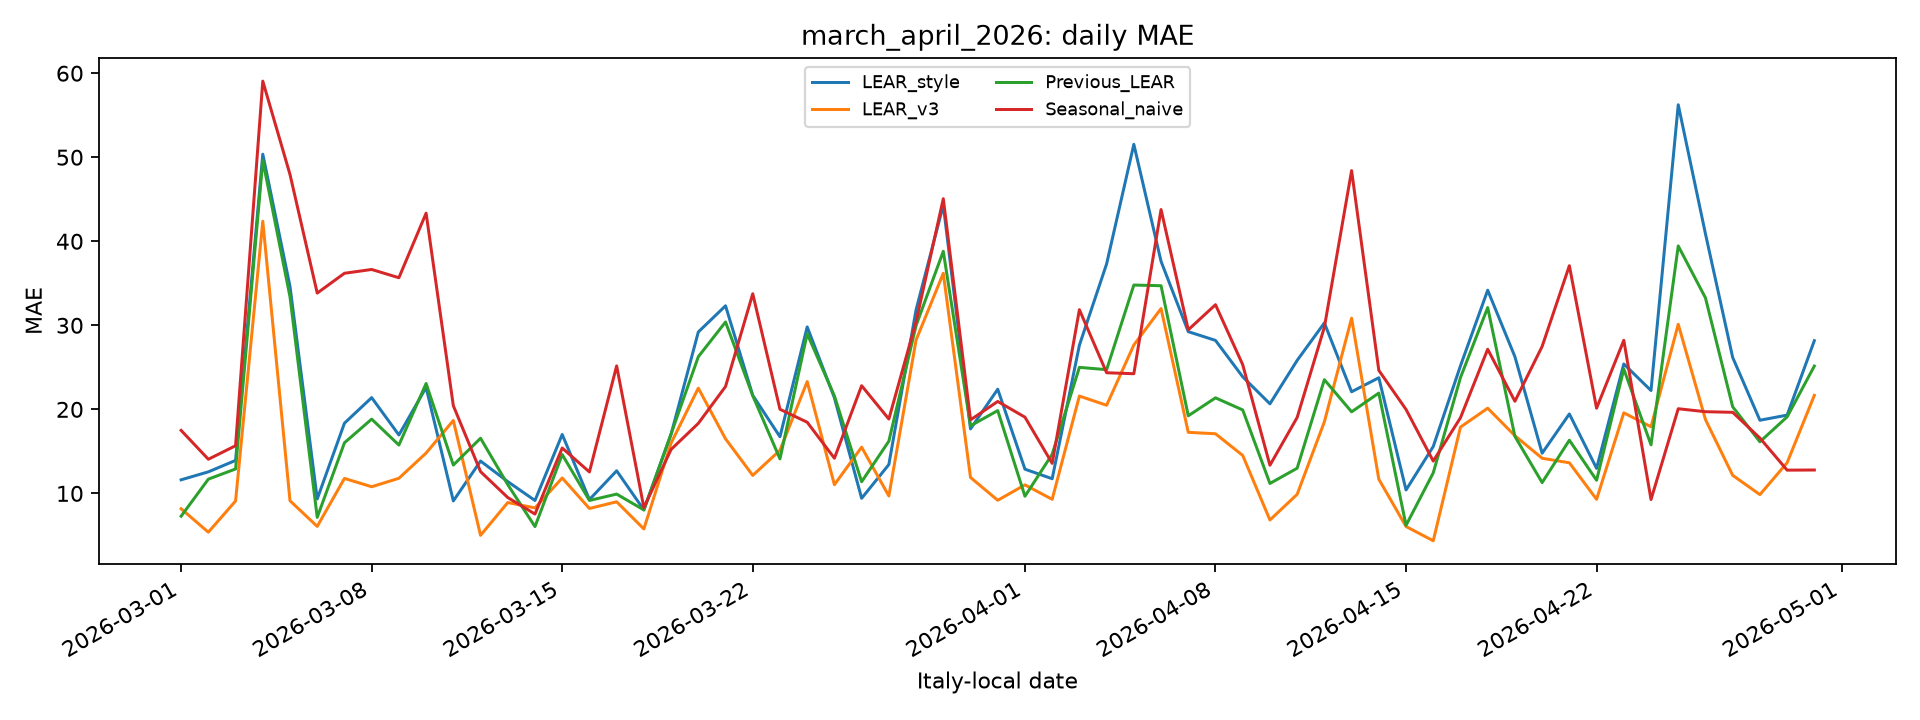 march_april_2026: daily MAE
LEAR_style
LEAR_v3
Previous_LEAR
Seasonal_naive
MAE
60
50
40
30
20
10
2026-03-01
2026-03-08
2026-03-15
2026-03-22
2026-04-01
2026-04-08
2026-04-15
2026-04-22
2026-05-01
Italy-local date